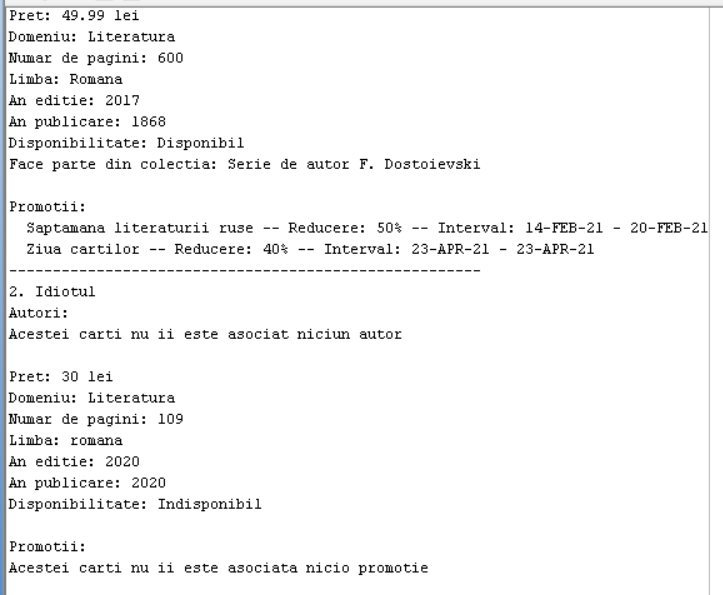 Pret: 49.99 lei
Domeniu: Literatura
Numar de pagini: 600
Limba: Romana
An editie: 2017
An publicare: 1868
Disponibilitate: Disponibil
Face parte din colectia: Serie de autor F. Dostoievski
Promotii:
Saptamana literaturii ruse -- Reducere: 50% -- Interval: 14-FEB-21 - 20-FEB-21
Ziua cartilor -- Reducere: 40% -- Interval: 23-APR-21 - 23-APR-21
------------------------------------------------------
2. Idiotul
Autori:
Acestei carti nu ii este asociat niciun autor
Pret: 30 lei
Domeniu: Literatura
Numar de pagini: 109
Limba: romana
An editie: 2020
An publicare: 2020
Disponibilitate: Indisponibil
Promotii:
Acestei carti nu ii este asociata nicio promotie